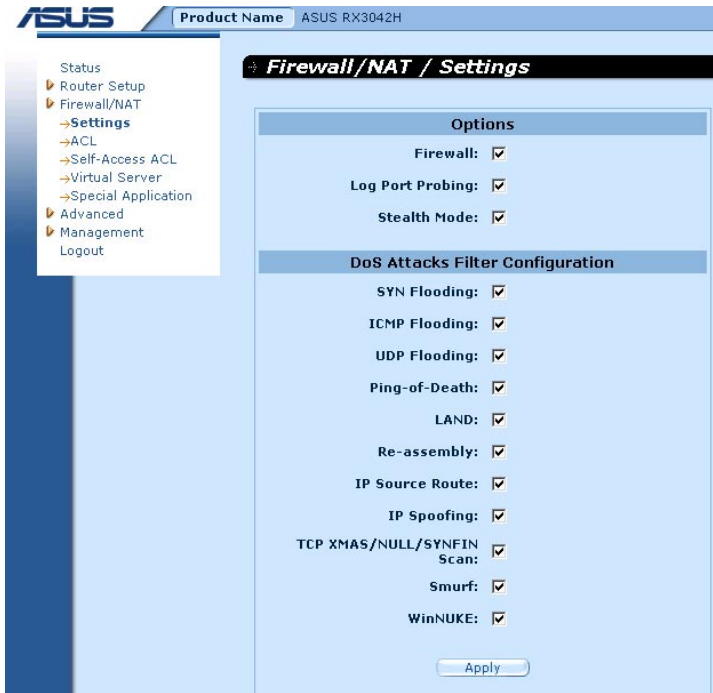 ASUS
Product Name ASUS RX3042H
Status
Router Setup
Firewall/NAT
→Settings
→ACL
→Self-Access ACL
→Virtual Server
→Special Application
Advanced
Management
Logout
Firewall/NAT / Settings
Options
Firewall:
Log Port Probing:
Stealth Mode:
DoS Attacks Filter Configuration
SYN Flooding:
ICMP Flooding:
UDP Flooding:
Ping-of-Death:
LAND:
Re-assembly:
IP Source Route:
IP Spoofing:
TCP XMAS/NULL/SYNFIN
Scan:
Smurf:
WinNUKE:
Apply